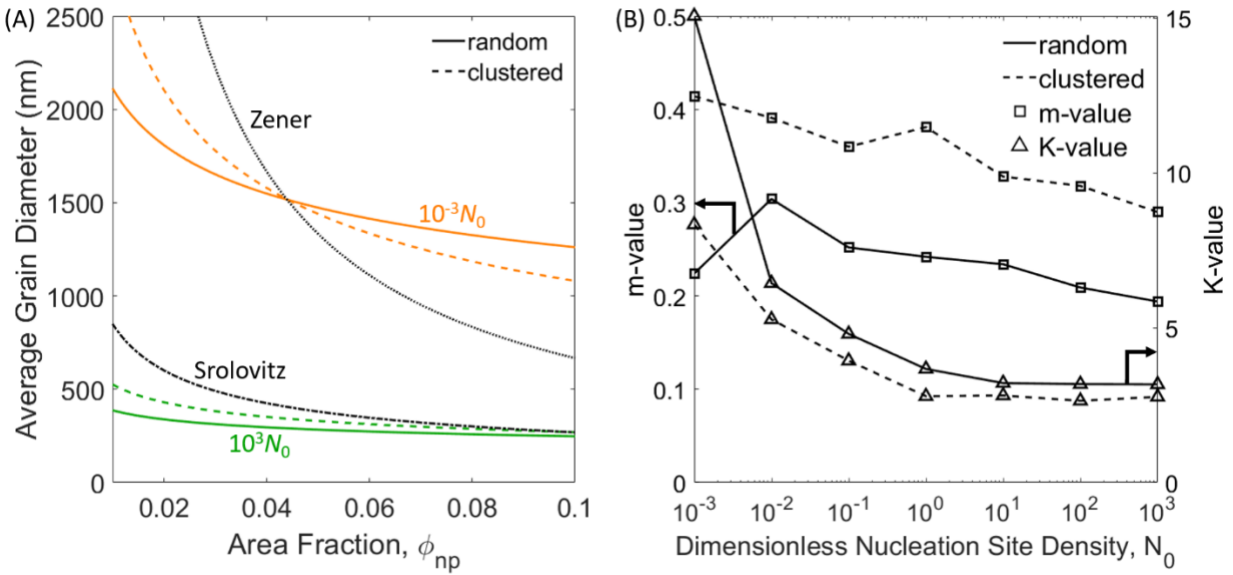 (A)
2500
2000
1500
1000
500
0
Average Grain Diameter (nm)
random
clustered
Zener
10⁻³N₀
Srolovitz
10³N₀
0.02
0.04
0.06
0.08
0.1
Area Fraction, ϕnp
(B)
0.5
0.4
0.3
0.2
0.1
0
m-value
random
clustered
m-value
K-value
15
10
5
0
K-value
10⁻³
10⁻²
10⁻¹
10⁰
10¹
10²
10³
Dimensionless Nucleation Site Density, N₀